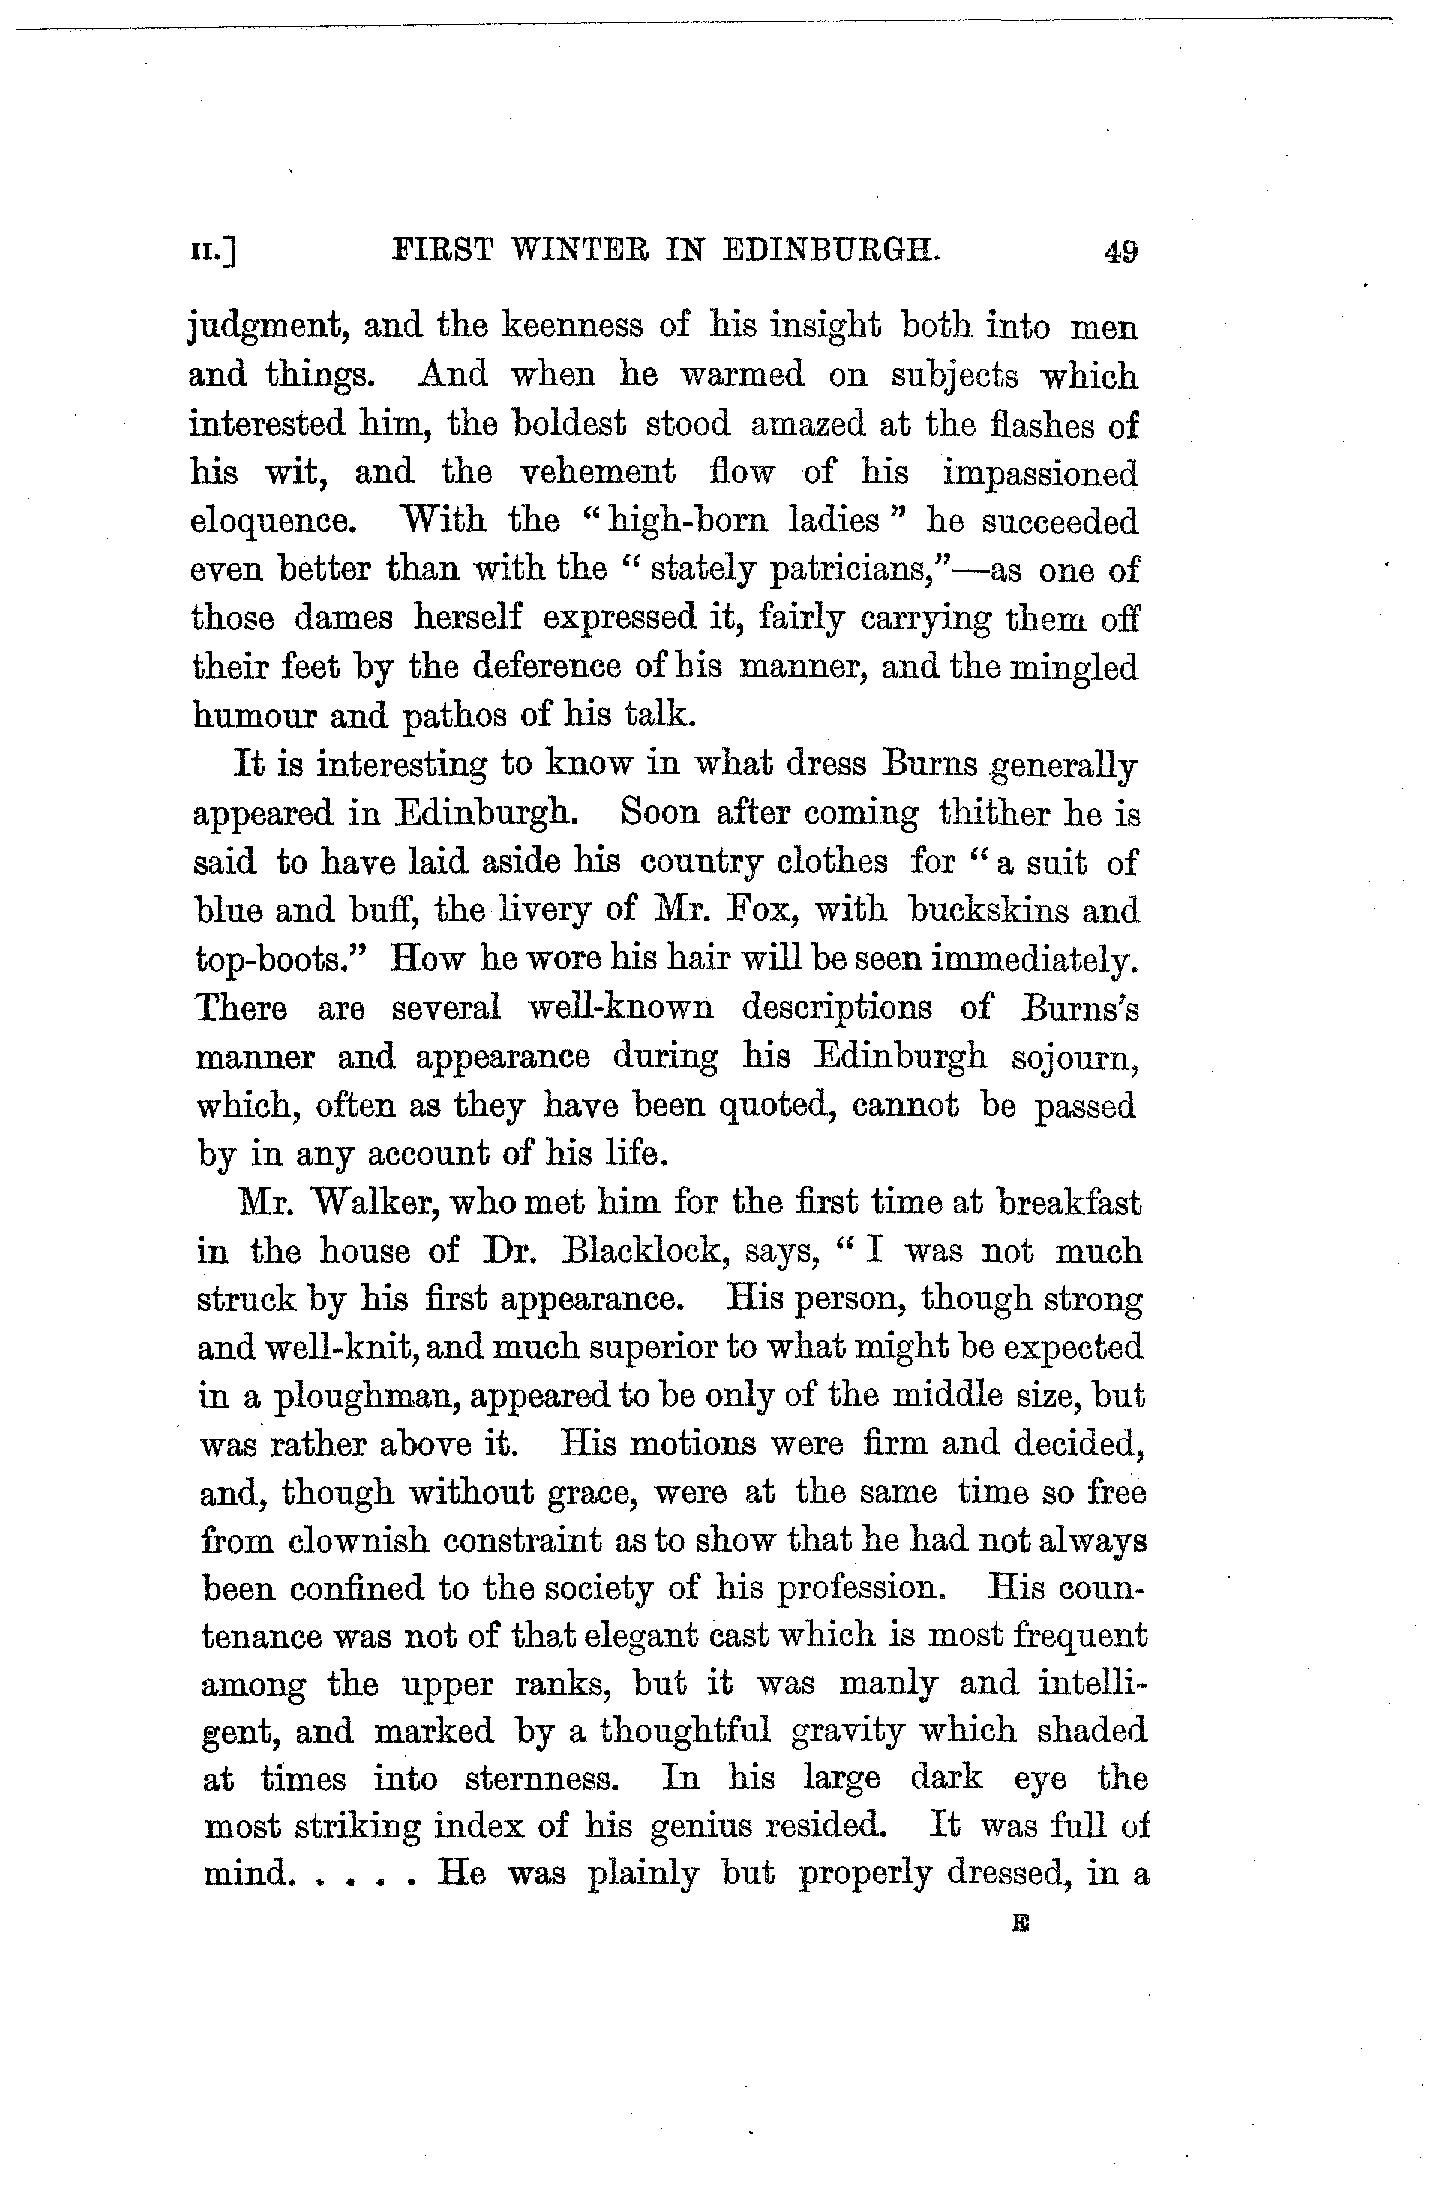 II.] FIRST WINTER IN EDINBURGH. 49
judgment, and the keenness of his insight both into men
and things. And when he warmed on subjects which
interested him, the boldest stood amazed at the flashes of
his wit, and the vehement flow of his impassioned
eloquence. With the “high-born ladies” he succeeded
even better than with the “stately patricians,”—as one of
those dames herself expressed it, fairly carrying them off
their feet by the deference of his manner, and the mingled
humour and pathos of his talk.
It is interesting to know in what dress Burns generally
appeared in Edinburgh. Soon after coming thither he is
said to have laid aside his country clothes for “a suit of
blue and buff, the livery of Mr. Fox, with buckskins and
top-boots.” How he wore his hair will be seen immediately.
There are several well-known descriptions of Burns's
manner and appearance during his Edinburgh sojourn,
which, often as they have been quoted, cannot be passed
by in any account of his life.
Mr. Walker, who met him for the first time at breakfast
in the house of Dr. Blacklock, says, “I was not much
struck by his first appearance. His person, though strong
and well-knit, and much superior to what might be expected
in a ploughman, appeared to be only of the middle size, but
was rather above it. His motions were firm and decided,
and, though without grace, were at the same time so free
from clownish constraint as to show that he had not always
been confined to the society of his profession. His coun-
tenance was not of that elegant cast which is most frequent
among the upper ranks, but it was manly and intelli-
gent, and marked by a thoughtful gravity which shaded
at times into sternness. In his large dark eye the
most striking index of his genius resided. It was full of
mind. . . . . He was plainly but properly dressed, in a
E